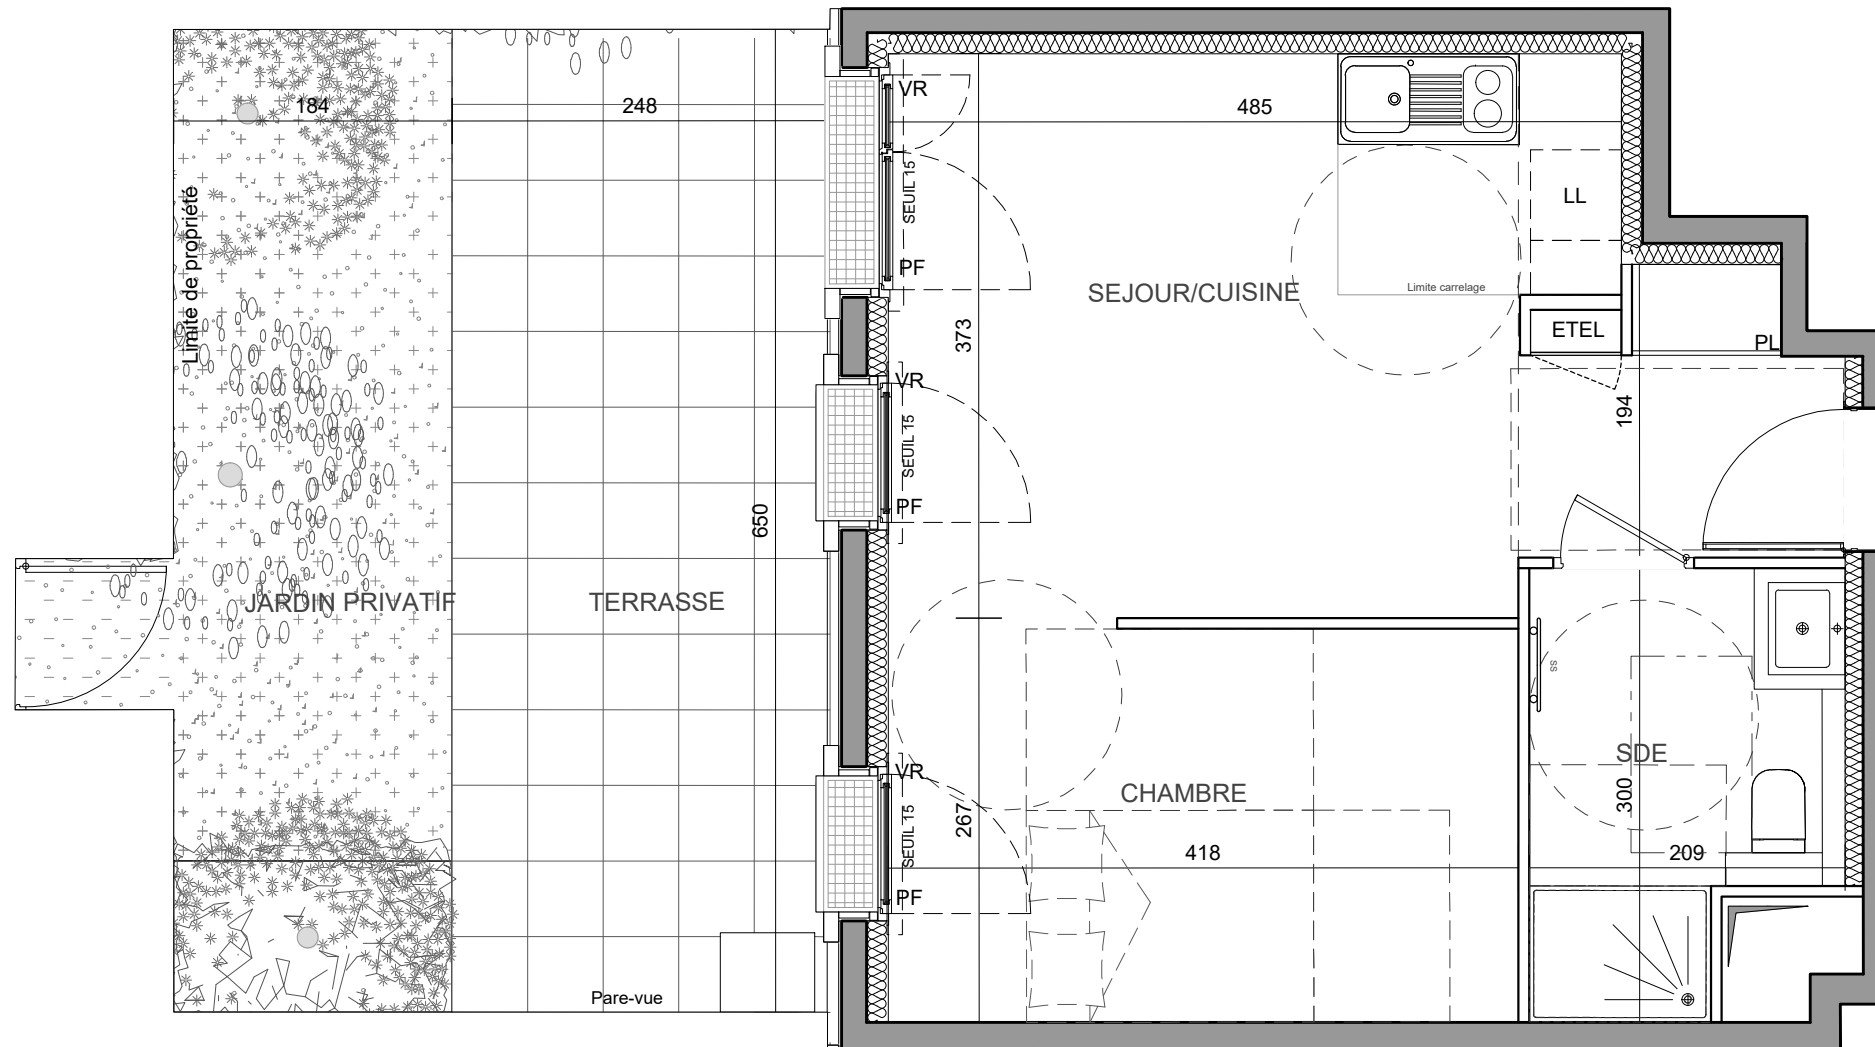 184
248
VR
485
SEUIL 15
LL
Limite de propriété
PF
SEJOUR/CUISINE
Limite carrelage
ETEL
PL
373
VR
194
SEUIL 15
PF
650
JARDIN PRIVATIF
TERRASSE
SS
SDE
VR
CHAMBRE
300
267
SEUIL 15
418
209
PF
Pare-vue